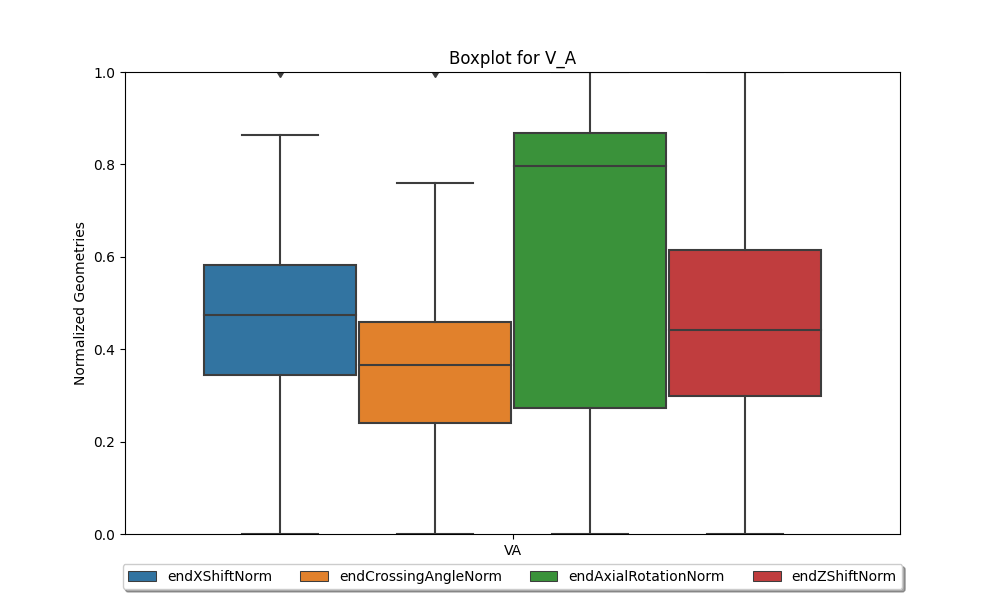 Boxplot for V_A
1.0
0.8
0.6
0.4
0.2
0.0
Normalized Geometries
VA
endXShiftNorm endCrossingAngleNorm endAxialRotationNorm endZShiftNorm